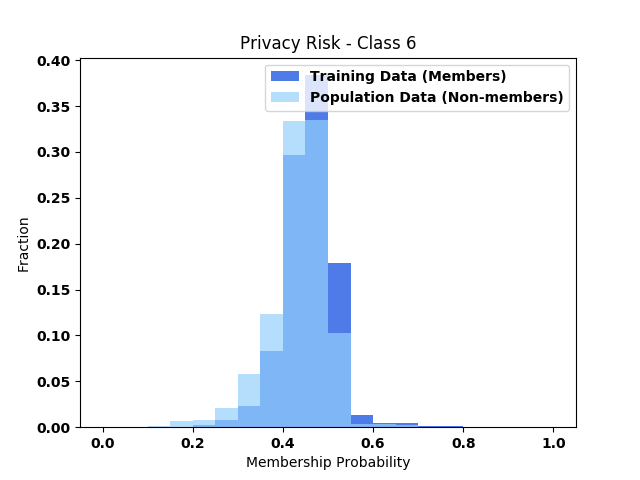 Privacy Risk - Class 6
Training Data (Members)
Population Data (Non-members)
0.40
0.35
0.30
0.25
0.20
0.15
0.10
0.05
0.00
Fraction
0.0 0.2 0.4 0.6 0.8 1.0
Membership Probability